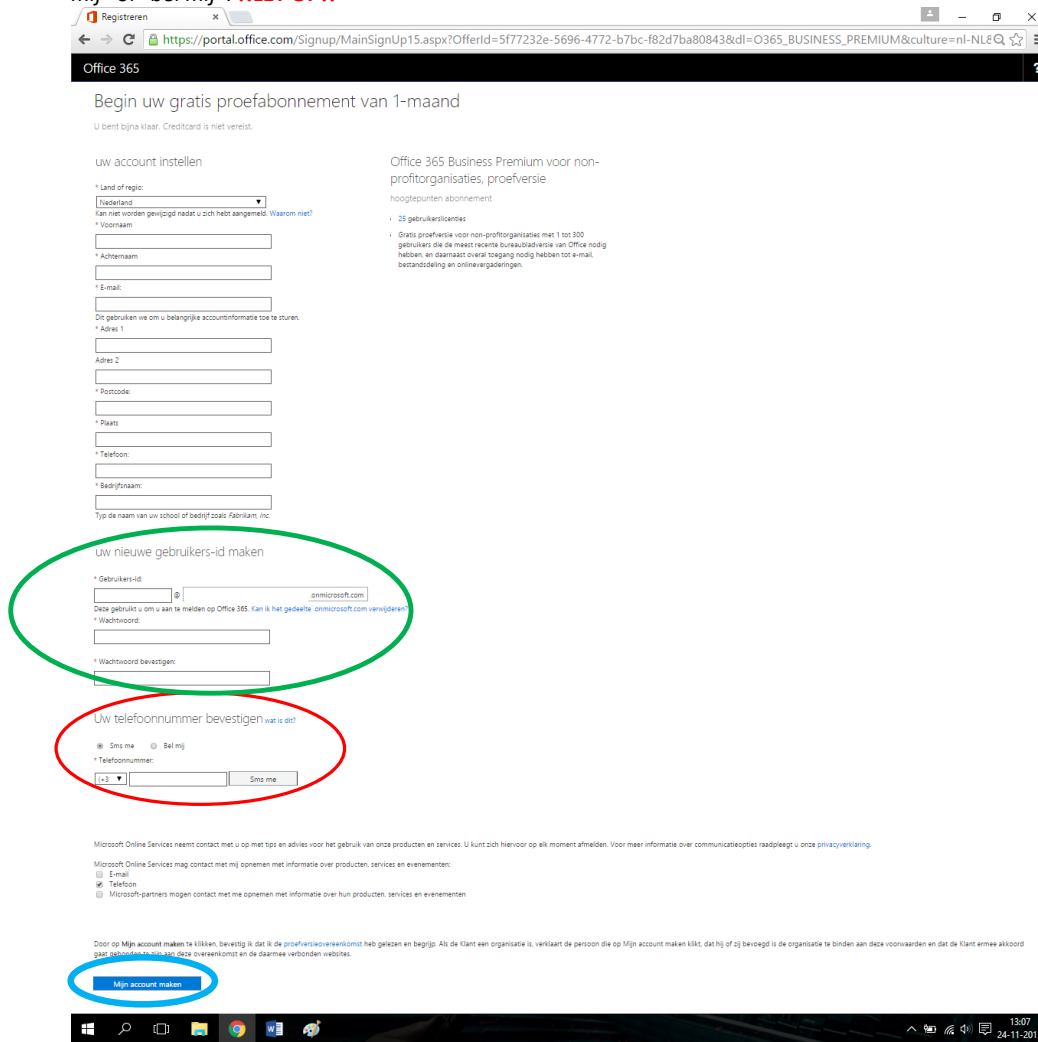 Registreren
https://portal.office.com/Signup/MainSignUp15.aspx?OfferId=5f77232e-5696-4772-b7bc-f82d7ba80843&dl=O365_BUSINESS_PREMIUM&culture=nl-NL&
Office 365
Begin uw gratis proefabonnement van 1-maand
U bent bijna klaar. Creditcard is niet vereist.
uw account instellen
* Land of regio:
Nederland
Kan niet worden gewijzigd nadat u zich hebt aangemeld. Waarom niet?
* Voornaam
* Achternaam
* E-mail:
Dit gebruiken we om u belangrijke accountinformatie toe te sturen.
* Adres 1
Adres 2
* Postcode:
* Plaats
* Telefoon:
* Bedrijfsnaam:
Typ de naam van uw school of bedrijf zoals Fabrikam, Inc.
Office 365 Business Premium voor non-
profitorganisaties, proefversie
hoogtepunten abonnement
25 gebruikerslicenties
Gratis proefversie voor non-profitorganisaties met 1 tot 300
gebruikers die de meest recente bureaubladversie van Office nodig
hebben, en daarnaast overal toegang nodig hebben tot e-mail,
bestandsdeling en onlinevergaderingen.
uw nieuwe gebruikers-id maken
* Gebruikers-id:
@ .onmicrosoft.com
Deze gebruikt u om u aan te melden op Office 365. Kan ik het gedeelte .onmicrosoft.com verwijderen?
* Wachtwoord:
* Wachtwoord bevestigen:
Uw telefoonnummer bevestigen wat is dit?
Sms me Bel mij
* Telefoonnummer:
(+3 Sms me
Microsoft Online Services neemt contact met u op met tips en advies voor het gebruik van onze producten en services. U kunt zich hiervoor op elk moment afmelden. Voor meer informatie over communicatieopties raadpleegt u onze privacyverklaring.
Microsoft Online Services mag contact met mij opnemen met informatie over producten, services en evenementen:
E-mail
Telefoon
Microsoft-partners mogen contact met me opnemen met informatie over hun producten, services en evenementen
Door op Mijn account maken te klikken, bevestig ik dat ik de proefversieovereenkomst heb gelezen en begrijp. Als de Klant een organisatie is, verklaart de persoon die op Mijn account maken klikt, dat hij of zij bevoegd is de organisatie te binden aan deze voorwaarden en dat de Klant ermee akkoord
gaat gehouden te zijn aan deze overeenkomst en de daarmee verbonden websites.
Mijn account maken
13:07
24-11-201